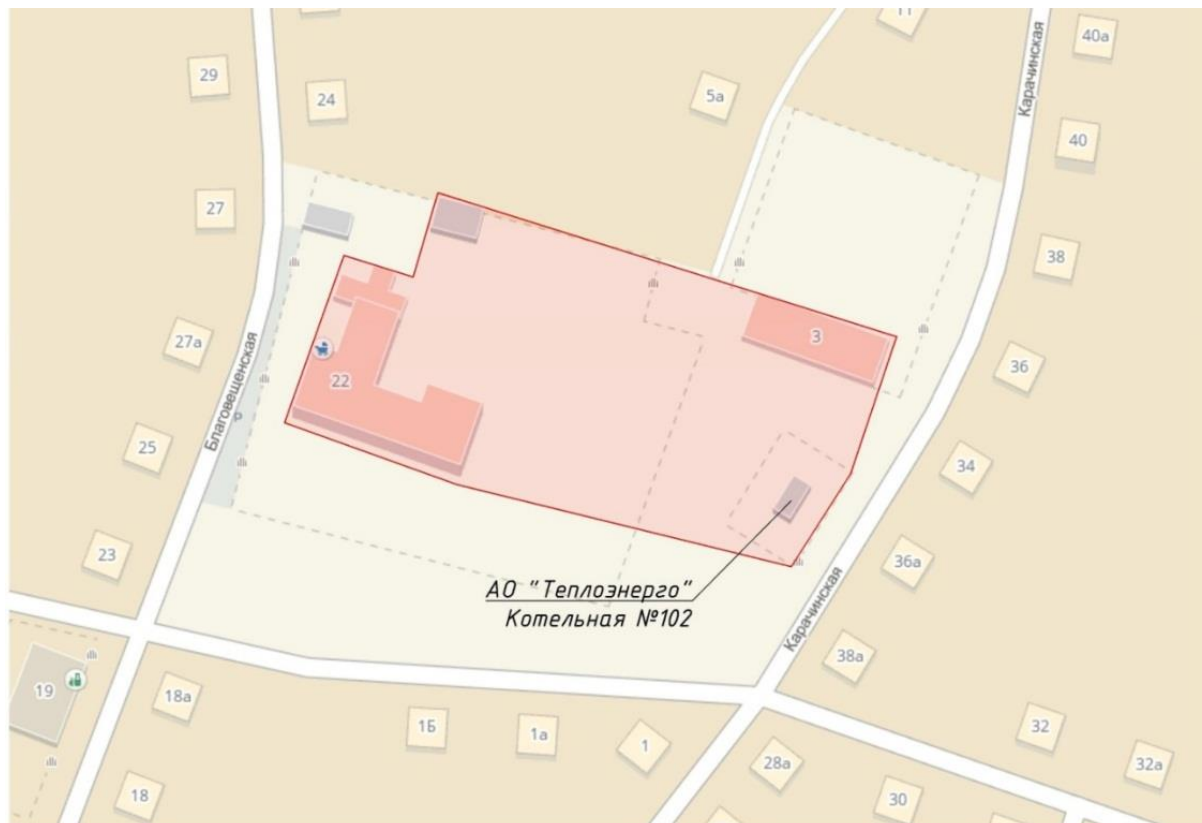 11
40а
29
24
5а
Карачинская
40
27
38
27а
3
36
22
Благовещенская
25
34
23
36а
АО "Теплоэнерго"
Котельная №102
Карачинская
38а
19
18а
1Б
1а
1
32
28а
32а
18
30